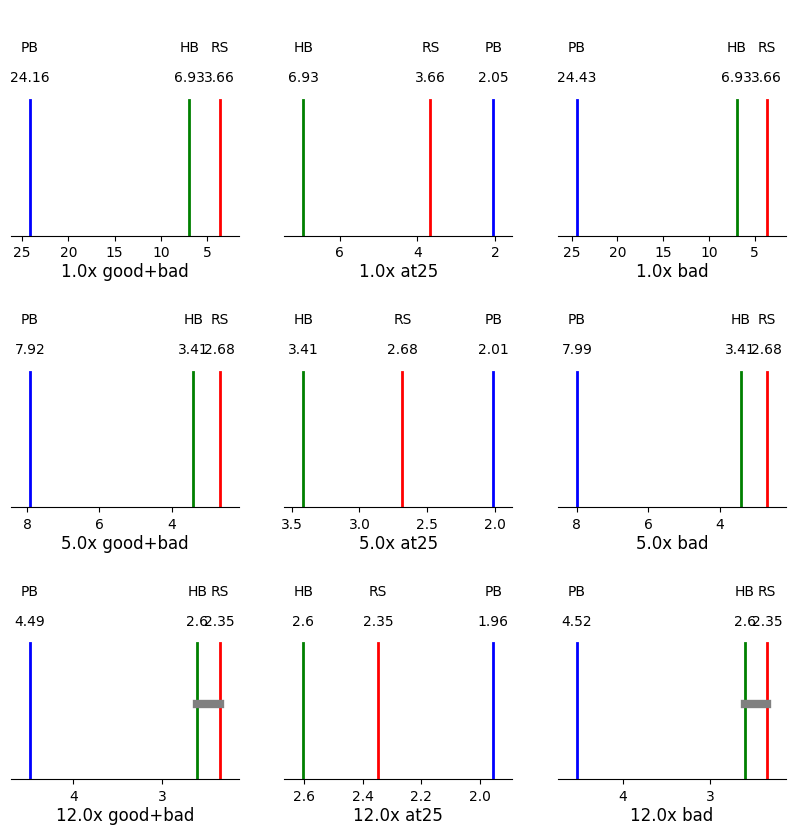 PB HB RS
24.16 6.93 3.66
25 20 15 10 5
1.0x good+bad
HB RS PB
6.93 3.66 2.05
6 4 2
1.0x at25
PB HB RS
24.43 6.93 3.66
25 20 15 10 5
1.0x bad
PB HB RS
7.92 3.41 2.68
8 6 4
5.0x good+bad
HB RS PB
3.41 2.68 2.01
3.5 3.0 2.5 2.0
5.0x at25
PB HB RS
7.99 3.41 2.68
8 6 4
5.0x bad
PB HB RS
4.49 2.6 2.35
4 3
12.0x good+bad
HB RS PB
2.6 2.35 1.96
2.6 2.4 2.2 2.0
12.0x at25
PB HB RS
4.52 2.6 2.35
4 3
12.0x bad